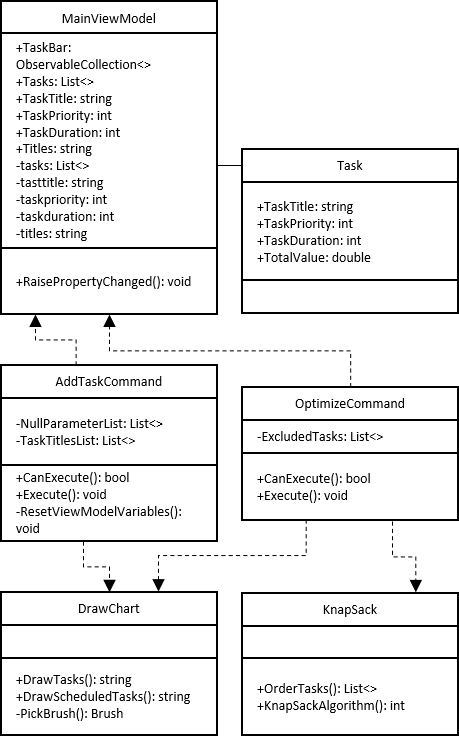 MainViewModel
+TaskBar:
ObservableCollection<>
+Tasks: List<>
+TaskTitle: string
+TaskPriority: int
+TaskDuration: int
+Titles: string
-tasks: List<>
-tasttitle: string
-taskpriority: int
-taskduration: int
-titles: string
+RaisePropertyChanged(): void
Task
+TaskTitle: string
+TaskPriority: int
+TaskDuration: int
+TotalValue: double
AddTaskCommand
-NullParameterList: List<>
-TaskTitlesList: List<>
+CanExecute(): bool
+Execute(): void
-ResetViewModelVariables():
void
OptimizeCommand
-ExcludedTasks: List<>
+CanExecute(): bool
+Execute(): void
DrawChart
+DrawTasks(): string
+DrawScheduledTasks(): string
-PickBrush(): Brush
KnapSack
+OrderTasks(): List<>
+KnapSackAlgorithm(): int